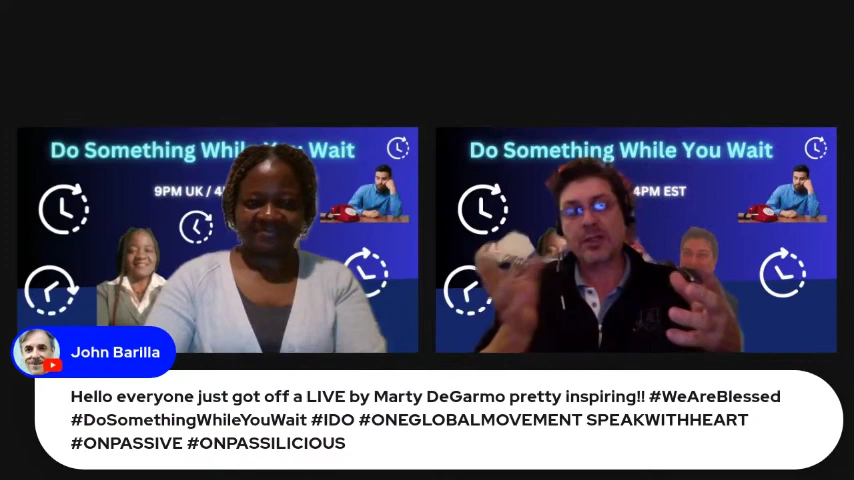 Do Something Whi You Wait
9PM UK / 4
Do Something While You Wait
4PM EST
John Barilla
Hello everyone just got off a LIVE by Marty DeGarmo pretty inspiring!! #WeAreBlessed
#DoSomethingWhileYouWait #IDO #ONEGLOBALMOVEMENT SPEAKWITHHEART
#ONPASSIVE #ONPASSILICIOUS